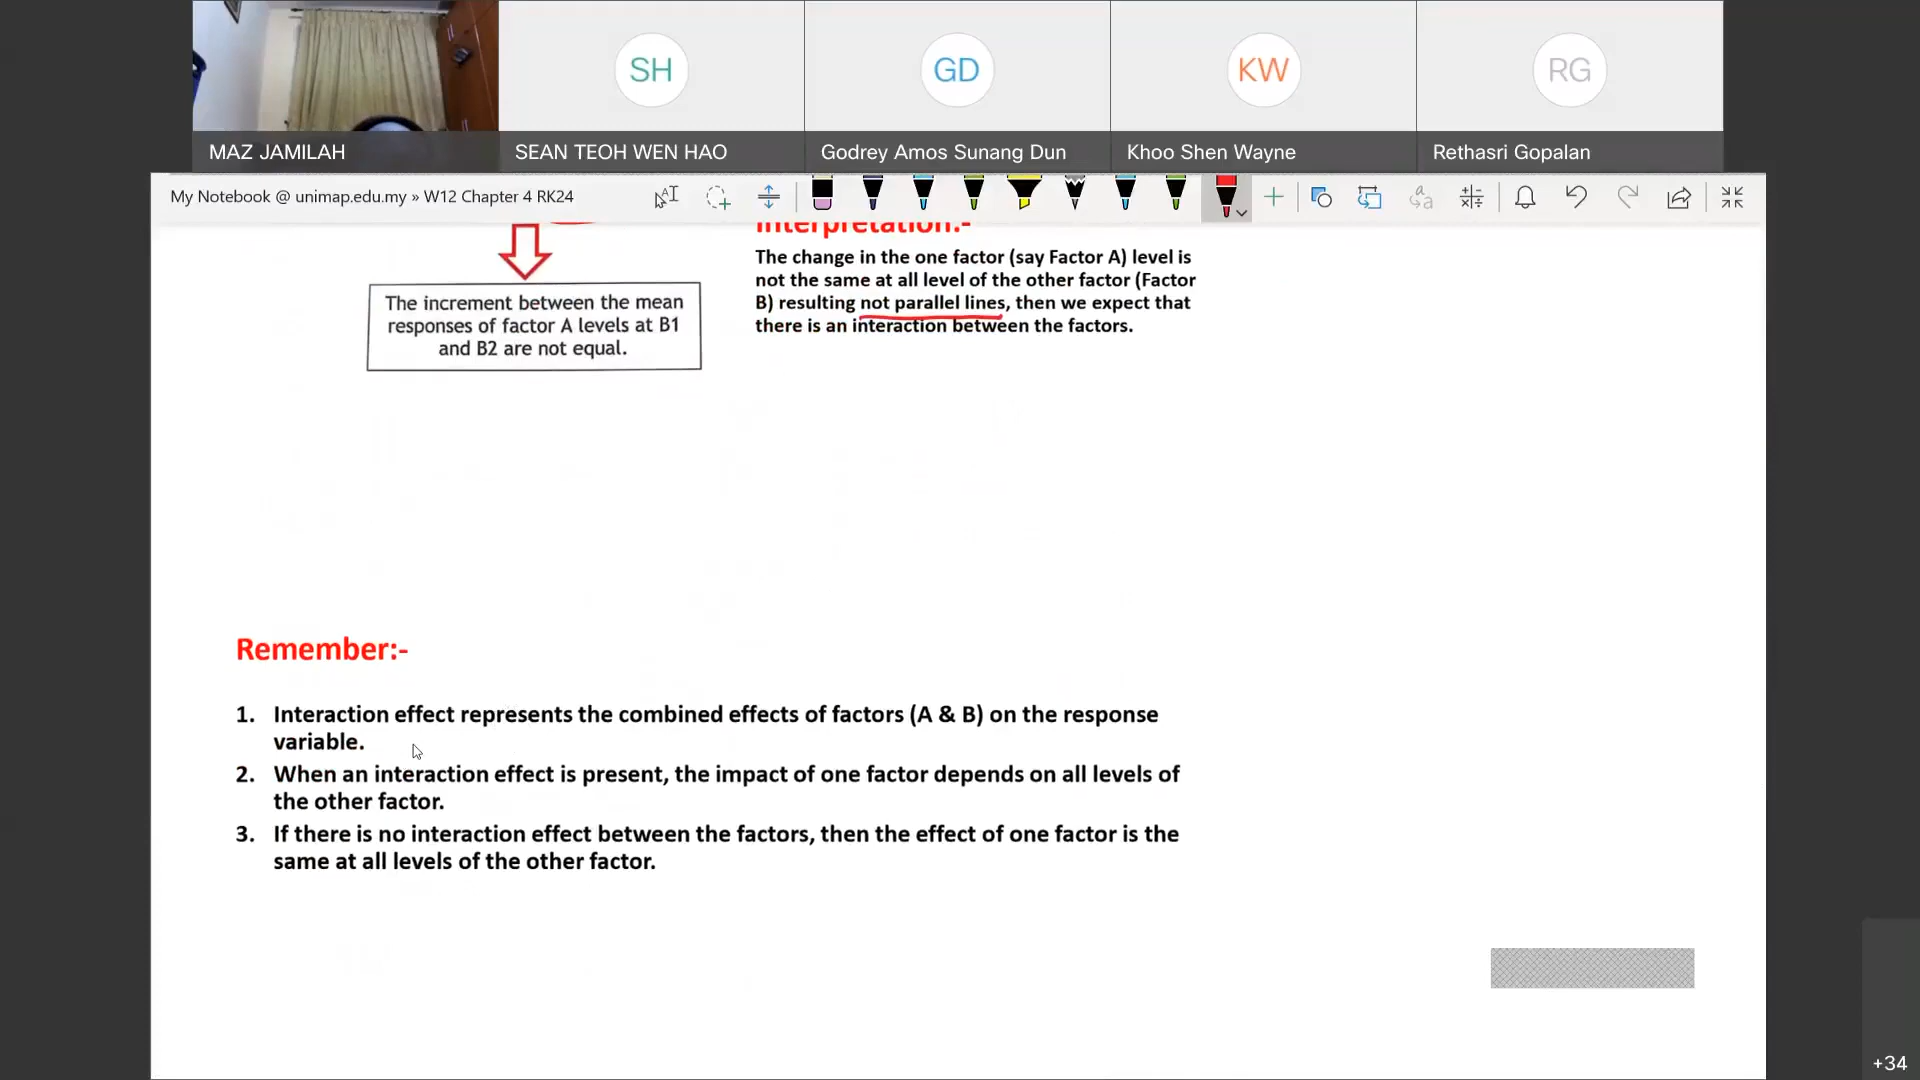 SH
GD
KW
RG
MAZ JAMILAH
SEAN TEOH WEN HAO
Godrey Amos Sunang Dun
Khoo Shen Wayne
Rethasri Gopalan
My Notebook @ unimap.edu.my » W12 Chapter 4 RK24
Interpretation:-
The change in the one factor (say Factor A) level is
not the same at all level of the other factor (Factor
B) resulting not parallel lines, then we expect that
there is an interaction between the factors.
The increment between the mean
responses of factor A levels at B1
and B2 are not equal.
Remember:-
1. Interaction effect represents the combined effects of factors (A & B) on the response
variable.
2. When an interaction effect is present, the impact of one factor depends on all levels of
the other factor.
3. If there is no interaction effect between the factors, then the effect of one factor is the
same at all levels of the other factor.
+34